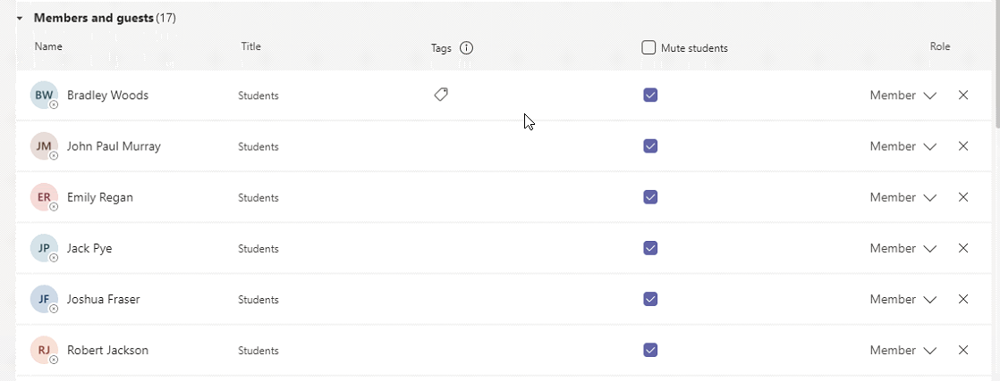 Members and guests (17)
Name Title Tags Mute students Role
BW Bradley Woods Students Member
JM John Paul Murray Students Member
ER Emily Regan Students Member
JP Jack Pye Students Member
JF Joshua Fraser Students Member
RJ Robert Jackson Students Member